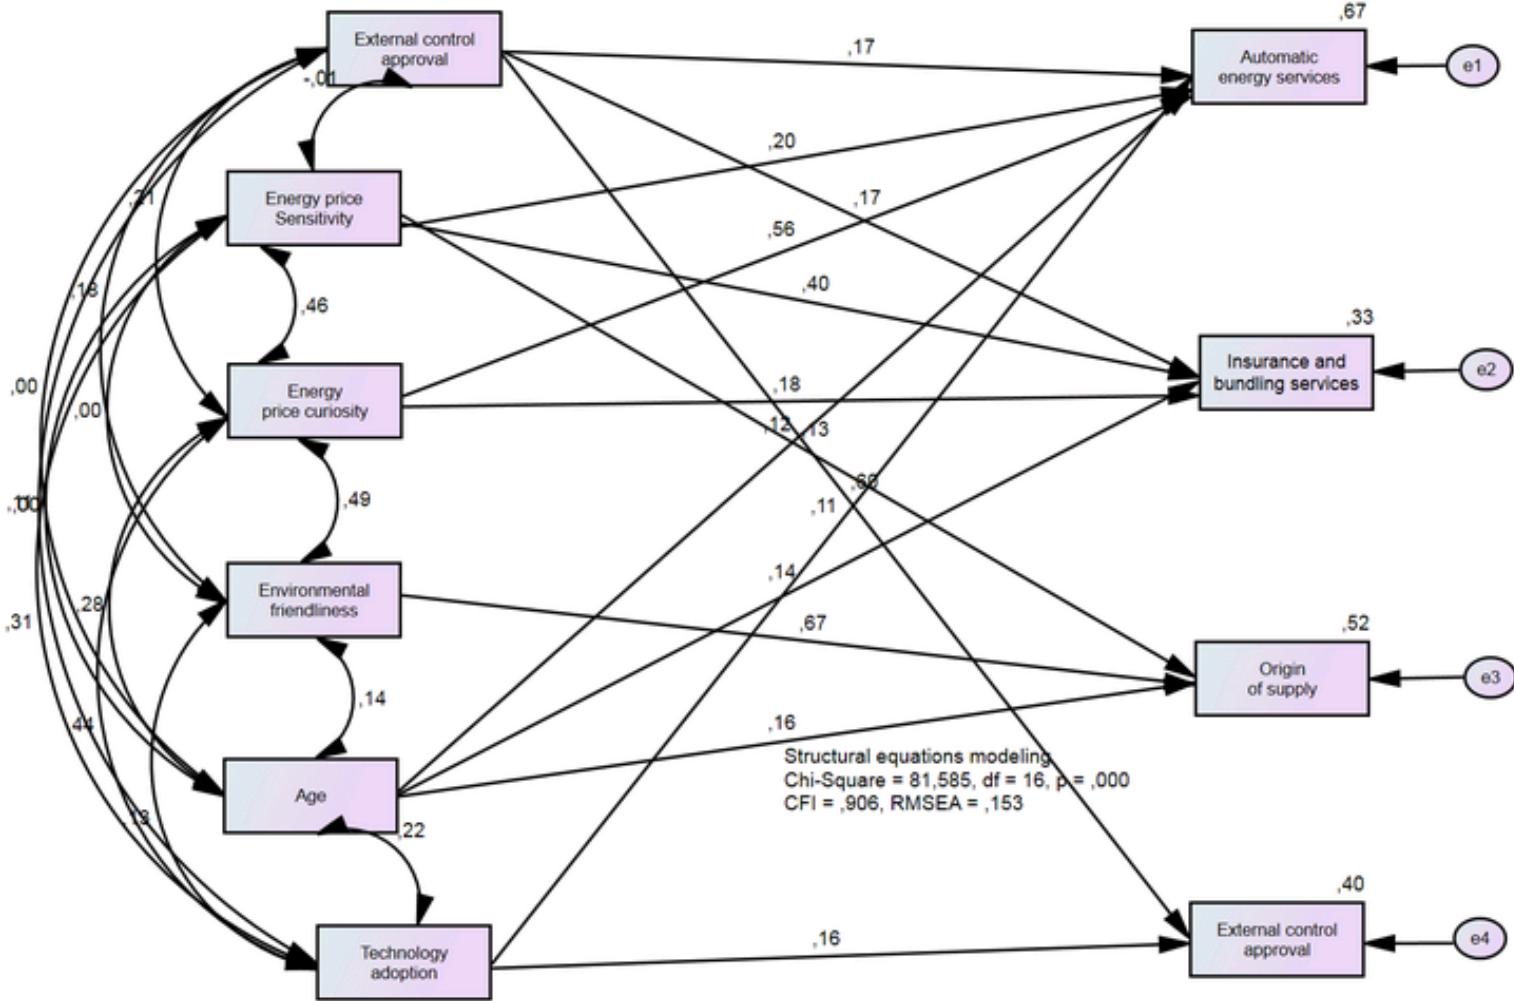 ,67
External control
approval
,17
Automatic
energy services
e1
-,01
,20
,21
Energy price
Sensitivity
,17
,56
,18
,40
,46
,33
Energy
price curiosity
,18
Insurance and
bundling services
e2
,00
,00
,12
,13
,60
,49
,11
,00
Environmental
friendliness
,14
,28
,31
,67
,52
Origin
of supply
e3
,14
,44
,16
Structural equations modeling
Chi-Square = 81,585, df = 16, p = ,000
CFI = ,906, RMSEA = ,153
Age
,13
,22
,40
Technology
adoption
,16
External control
approval
e4